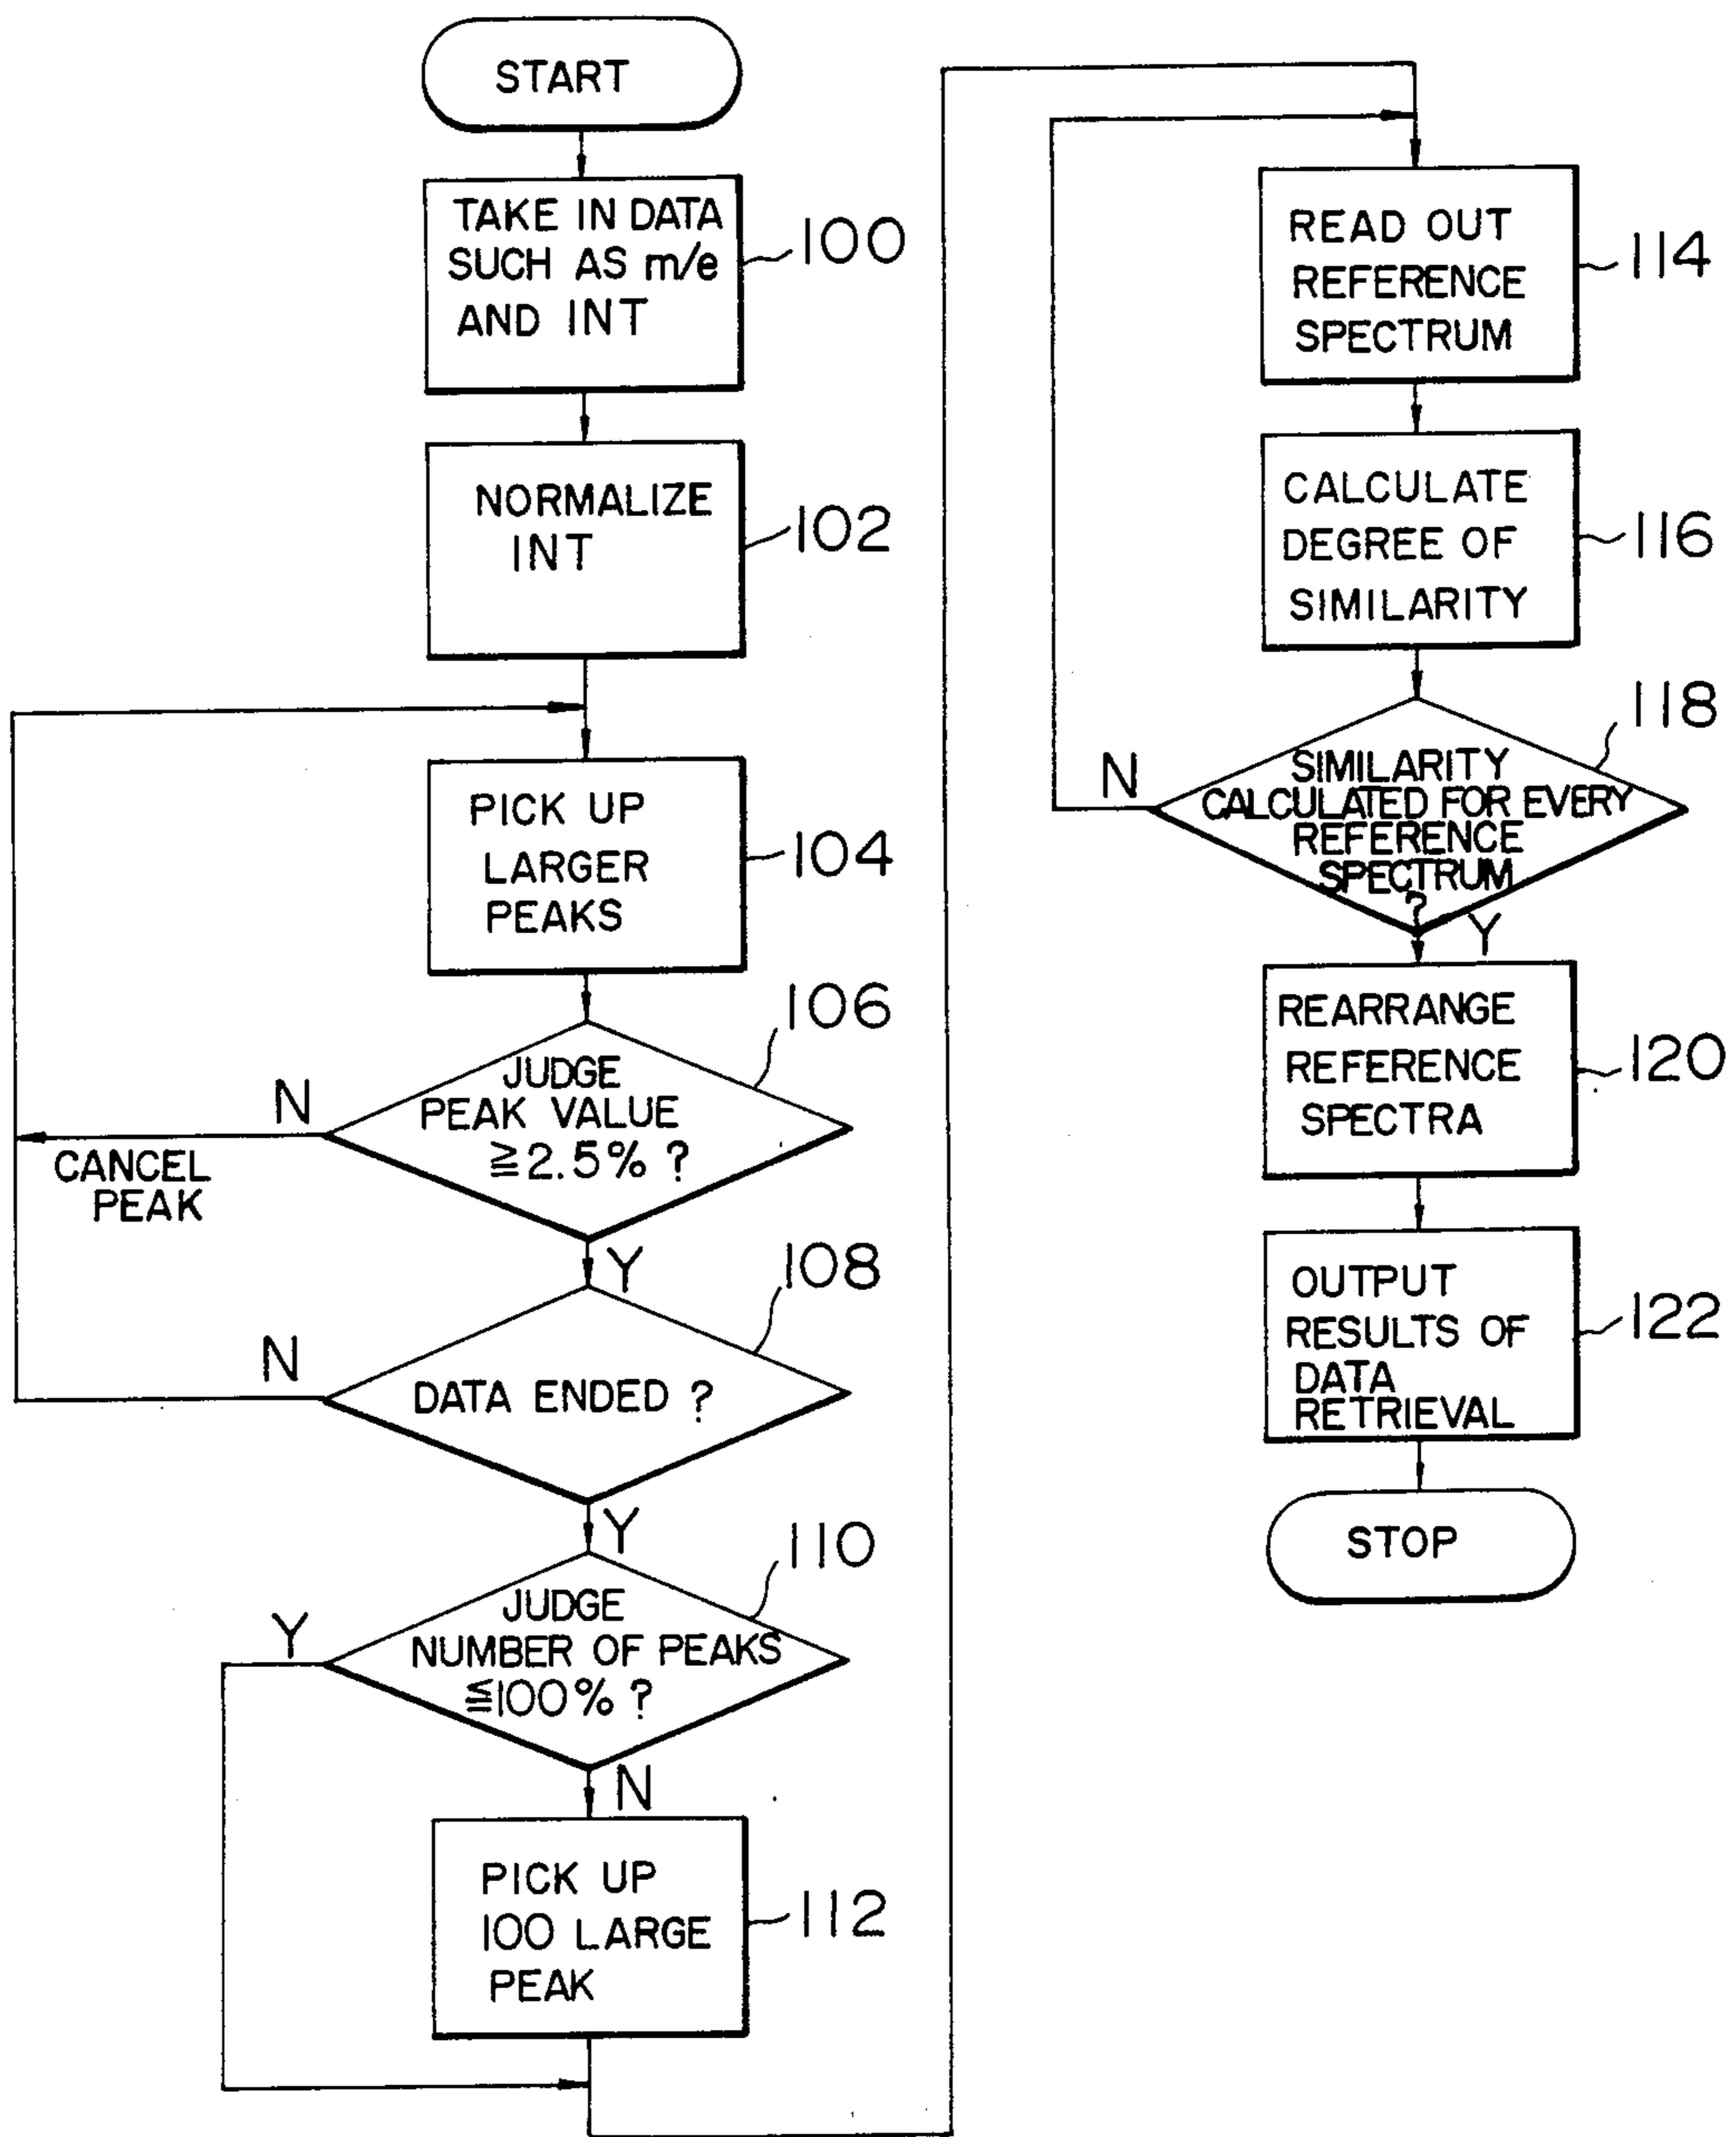 START
TAKE IN DATA
SUCH AS m/e
AND INT
100
NORMALIZE
INT
102
PICK UP
LARGER
PEAKS
104
106
JUDGE
PEAK VALUE
≧2.5% ?
N
CANCEL
PEAK
Y
108
N
DATA ENDED ?
Y
110
JUDGE
NUMBER OF PEAKS
≦100% ?
Y
N
PICK UP
100 LARGE
PEAK
112
READ OUT
REFERENCE
SPECTRUM
114
CALCULATE
DEGREE OF
SIMILARITY
116
118
N
SIMILARITY
CALCULATED FOR EVERY
REFERENCE
SPECTRUM
?
Y
REARRANGE
REFERENCE
SPECTRA
120
OUTPUT
RESULTS OF
DATA
RETRIEVAL
122
STOP